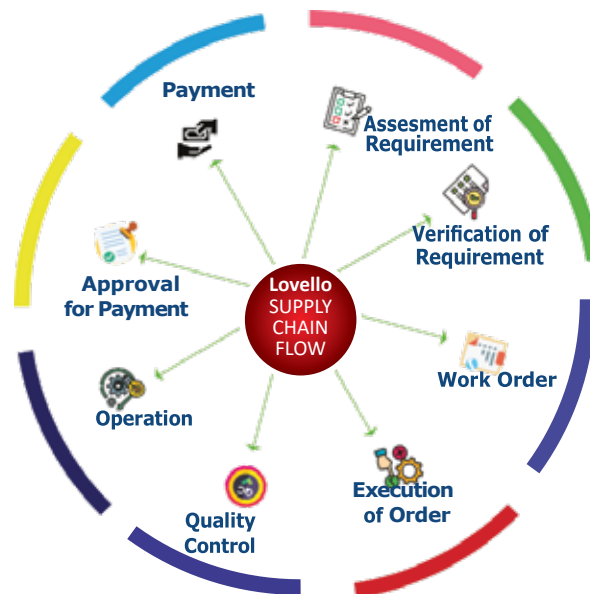 Payment
Assesment of
Requirement
Verification of
Requirement
Lovello
SUPPLY
CHAIN
FLOW
Approval
for Payment
Work Order
Operation
Execution
of Order
Quality
Control